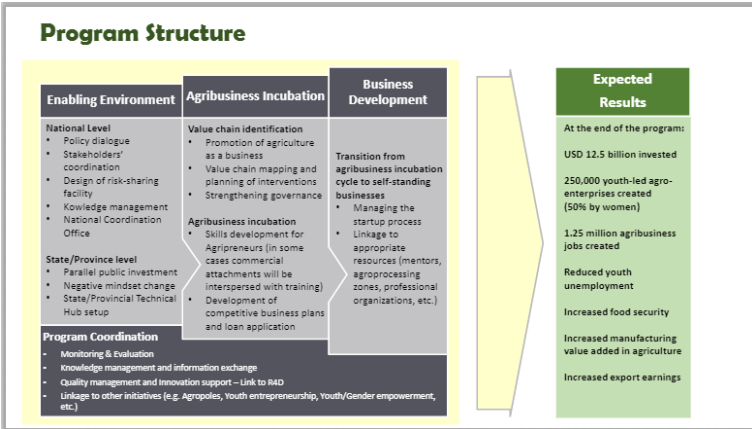 Program Structure
Enabling Environment
National Level
• Policy dialogue
• Stakeholders'
coordination
• Design of risk-sharing
facility
• Kowledge management
• National Coordination
Office
State/Province level
• Parallel public investment
• Negative mindset change
• State/Provincial Technical
Hub setup
Agribusiness Incubation
Value chain identification
• Promotion of agriculture
as a business
• Value chain mapping and
planning of interventions
• Strengthening governance
Agribusiness incubation
• Skills development for
Agripreneurs (in some
cases commercial
attachments will be
interspersed with training)
• Development of
competitive business plans
and loan application
Business
Development
Transition from
agribusiness incubation
cycle to self-standing
businesses
• Managing the
startup process
• Linkage to
appropriate
resources (mentors,
agroprocessing
zones, professional
organizations, etc.)
Program Coordination
- Monitoring & Evaluation
- Knowledge management and information exchange
- Quality management and Innovation support – Link to R4D
- Linkage to other initiatives (e.g. Agropoles, Youth entrepreneurship, Youth/Gender empowerment,
etc.)
Expected
Results
At the end of the program:
USD 12.5 billion invested
250,000 youth-led agro-
enterprises created
(50% by women)
1.25 million agribusiness
jobs created
Reduced youth
unemployment
Increased food security
Increased manufacturing
value added in agriculture
Increased export earnings